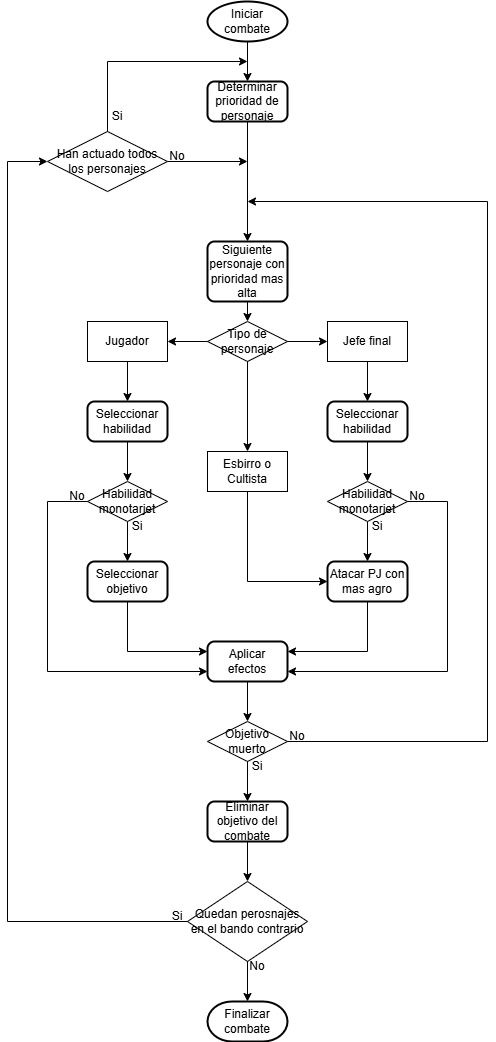 Iniciar
combate
Determinar
prioridad de
personaje
Si
Han actuado todos
los personajes
No
Siguiente
personaje con
prioridad mas
alta
Jugador
Tipo de
personaje
Jefe final
Seleccionar
habilidad
Seleccionar
habilidad
Esbirro o
Cultista
No
Habilidad
monotarjet
Si
Habilidad
monotarjet
No
Si
Seleccionar
objetivo
Atacar PJ con
mas agro
Aplicar
efectos
Objetivo
muerto
No
Si
Eliminar
objetivo del
combate
Si
Quedan perosnajes
en el bando contrario
No
Finalizar
combate